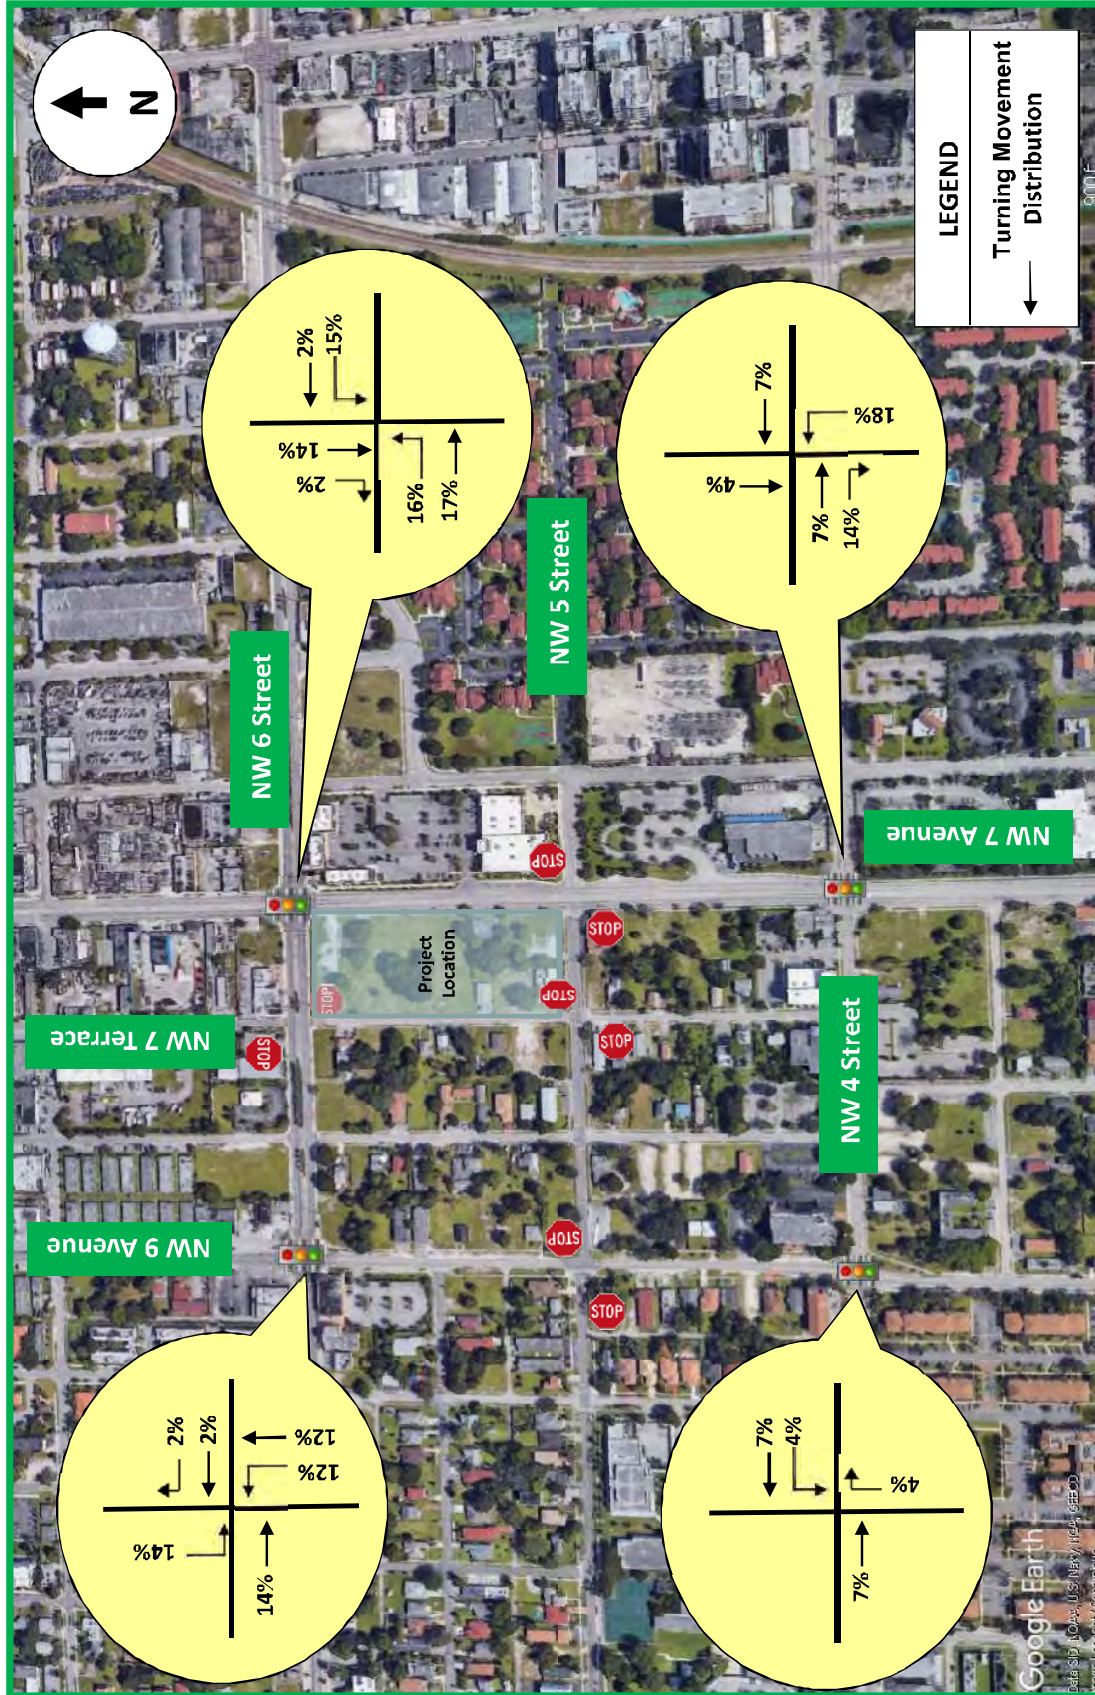 N
LEGEND
Turning Movement
Distribution
900 ft
NW 6 Street
NW 5 Street
NW 4 Street
NW 7 Avenue
NW 7 Terrace
NW 9 Avenue
Project
Location
STOP
STOP
STOP
STOP
STOP
STOP
STOP
STOP
2%
15%
14%
2%
16%
17%
7%
4%
18%
7%
14%
2%
2%
12%
12%
14%
14%
7%
4%
4%
7%
Google Earth